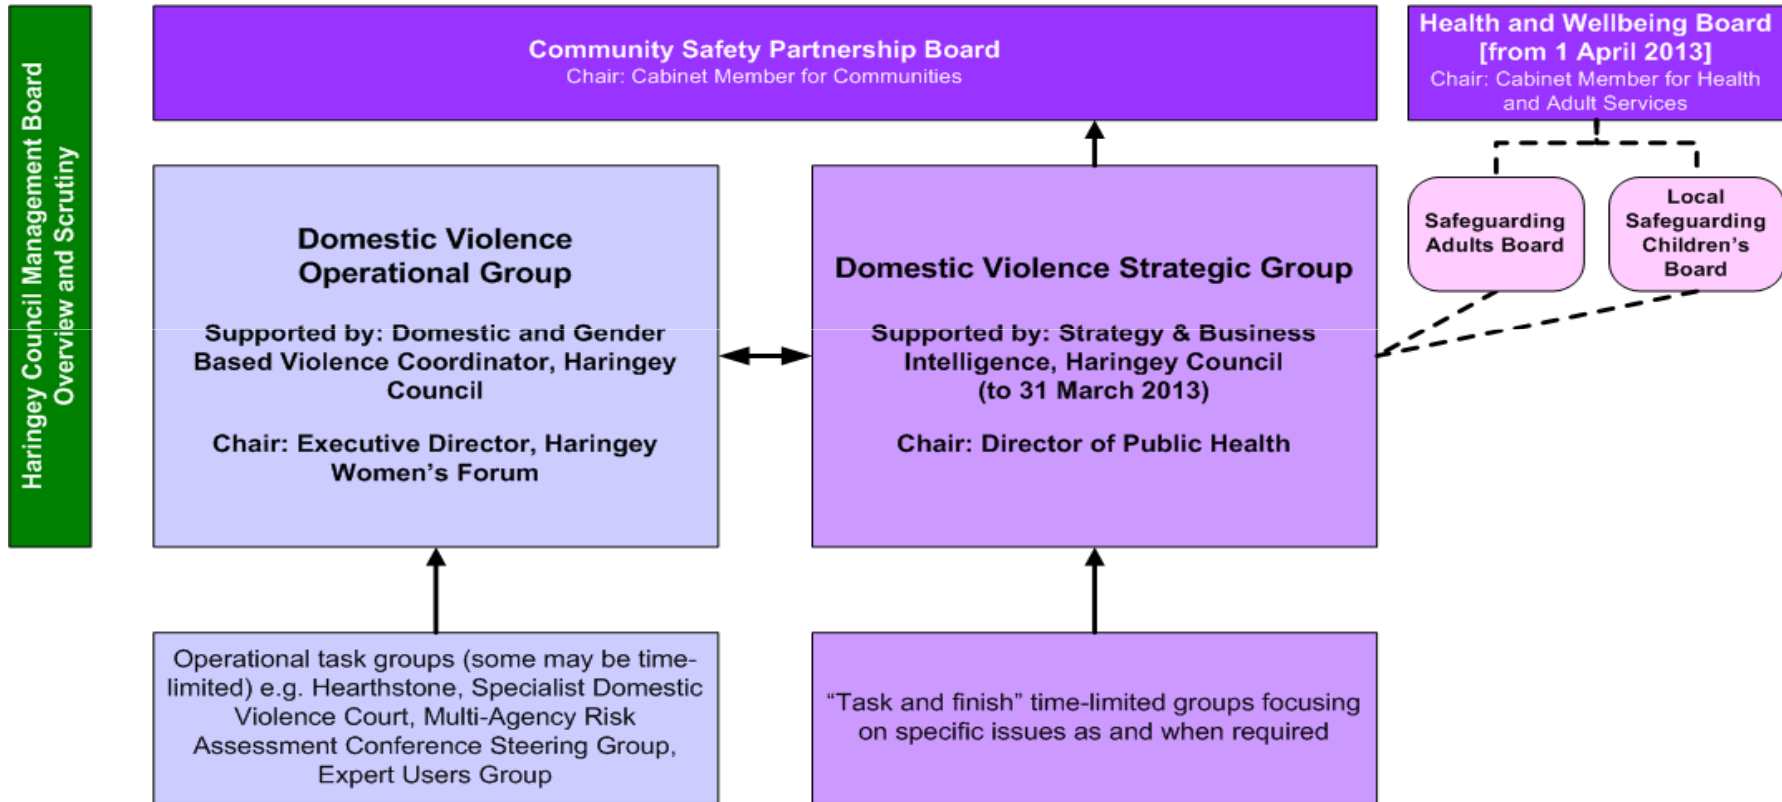 Haringey Council Management Board
Overview and Scrutiny
Community Safety Partnership Board
Chair: Cabinet Member for Communities
Health and Wellbeing Board
[from 1 April 2013]
Chair: Cabinet Member for Health
and Adult Services
Domestic Violence
Operational Group
Supported by: Domestic and Gender
Based Violence Coordinator, Haringey
Council
Chair: Executive Director, Haringey
Women’s Forum
Domestic Violence Strategic Group
Supported by: Strategy & Business
Intelligence, Haringey Council
(to 31 March 2013)
Chair: Director of Public Health
Safeguarding
Adults Board
Local
Safeguarding
Children’s
Board
Operational task groups (some may be time-
limited) e.g. Hearthstone, Specialist Domestic
Violence Court, Multi-Agency Risk
Assessment Conference Steering Group,
Expert Users Group
“Task and finish” time-limited groups focusing
on specific issues as and when required